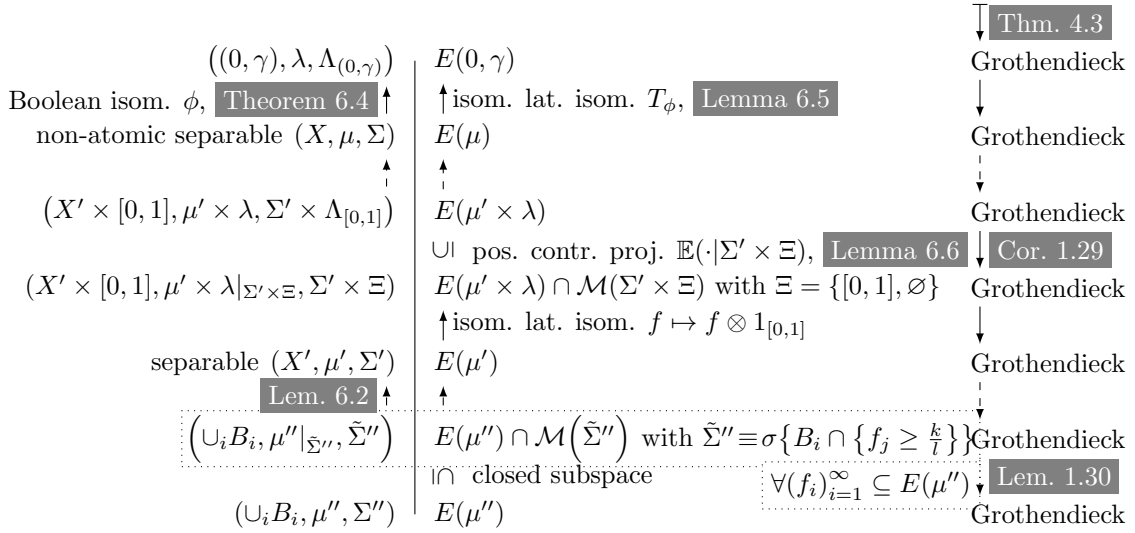 Thm. 4.3
((0, γ), λ, Λ_{(0,γ)}) E(0, γ) Grothendieck
Boolean isom. ϕ, Theorem 6.4 isom. lat. isom. T_ϕ, Lemma 6.5
non-atomic separable (X, μ, Σ) E(μ) Grothendieck
(X′ × [0, 1], μ′ × λ, Σ′ × Λ_{[0,1]}) E(μ′ × λ) Grothendieck
∪| pos. contr. proj. 𝔼(·|Σ′ × Ξ), Lemma 6.6 Cor. 1.29
(X′ × [0, 1], μ′ × λ|_{Σ′×Ξ}, Σ′ × Ξ) E(μ′ × λ) ∩ ℳ(Σ′ × Ξ) with Ξ = {[0, 1], ∅} Grothendieck
isom. lat. isom. f ↦ f ⊗ 1_{[0,1]}
separable (X′, μ′, Σ′) E(μ′) Grothendieck
Lem. 6.2
(∪_i B_i, μ″|_{Σ̃″}, Σ̃″) E(μ″) ∩ ℳ(Σ̃″) with Σ̃″ ≡ σ{B_i ∩ {f_j ≥ k/l}} Grothendieck
|∩ closed subspace ∀(f_i)_{i=1}^∞ ⊆ E(μ″) Lem. 1.30
(∪_i B_i, μ″, Σ″) E(μ″) Grothendieck